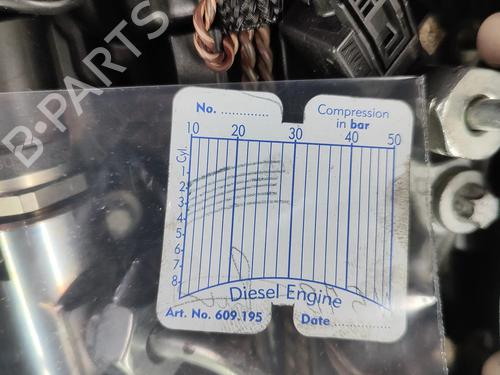 B-PARTS
No. .............
Compression
in bar
10 20 30 40 50
Cyl.
1
2
3
4
5
6
7
8
Diesel Engine
Art. No. 609.195
Date ................